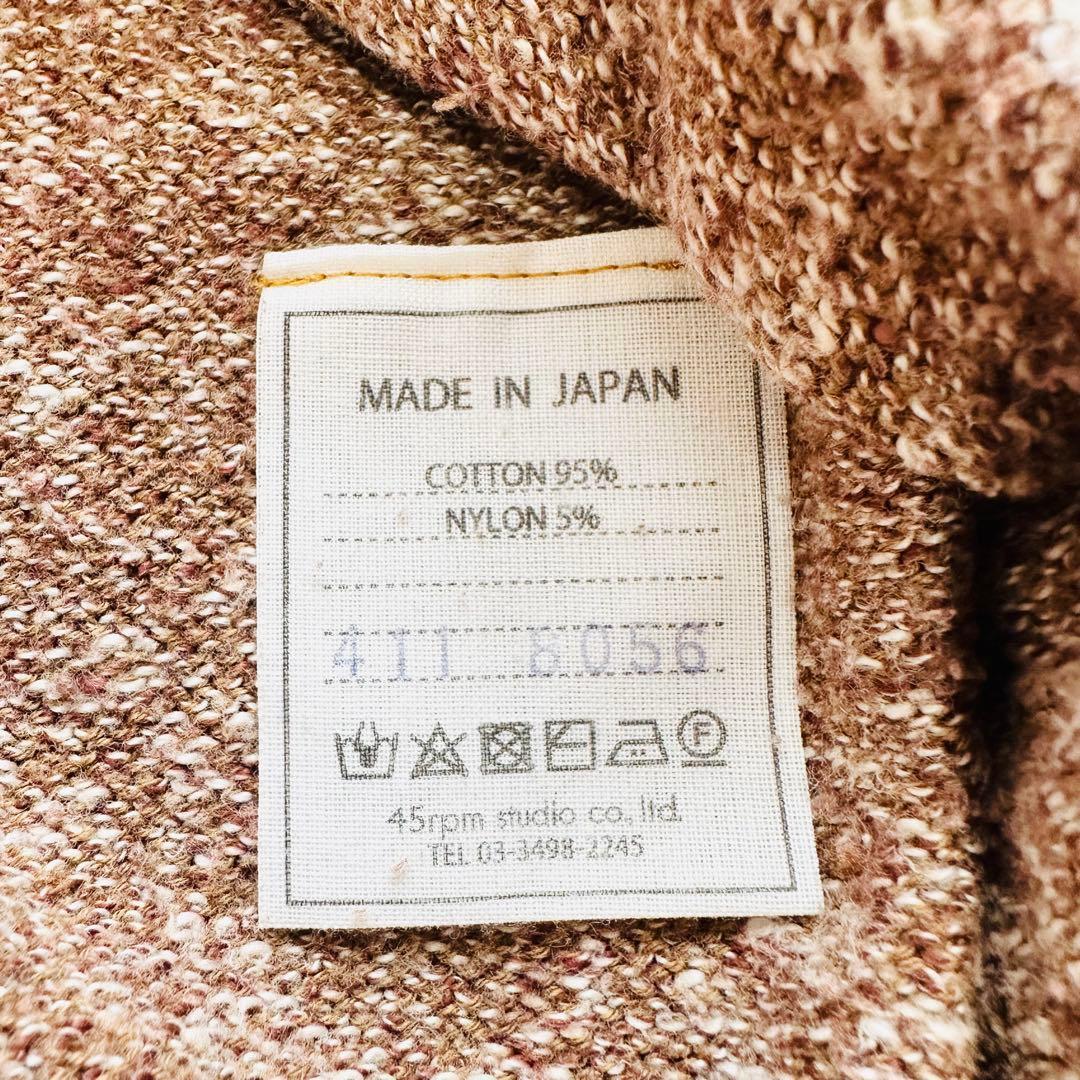 MADE IN JAPAN
COTTON 95%
NYLON 5%
411 8056
F
45rpm studio co., ltd.
TEL 03-3498-2245